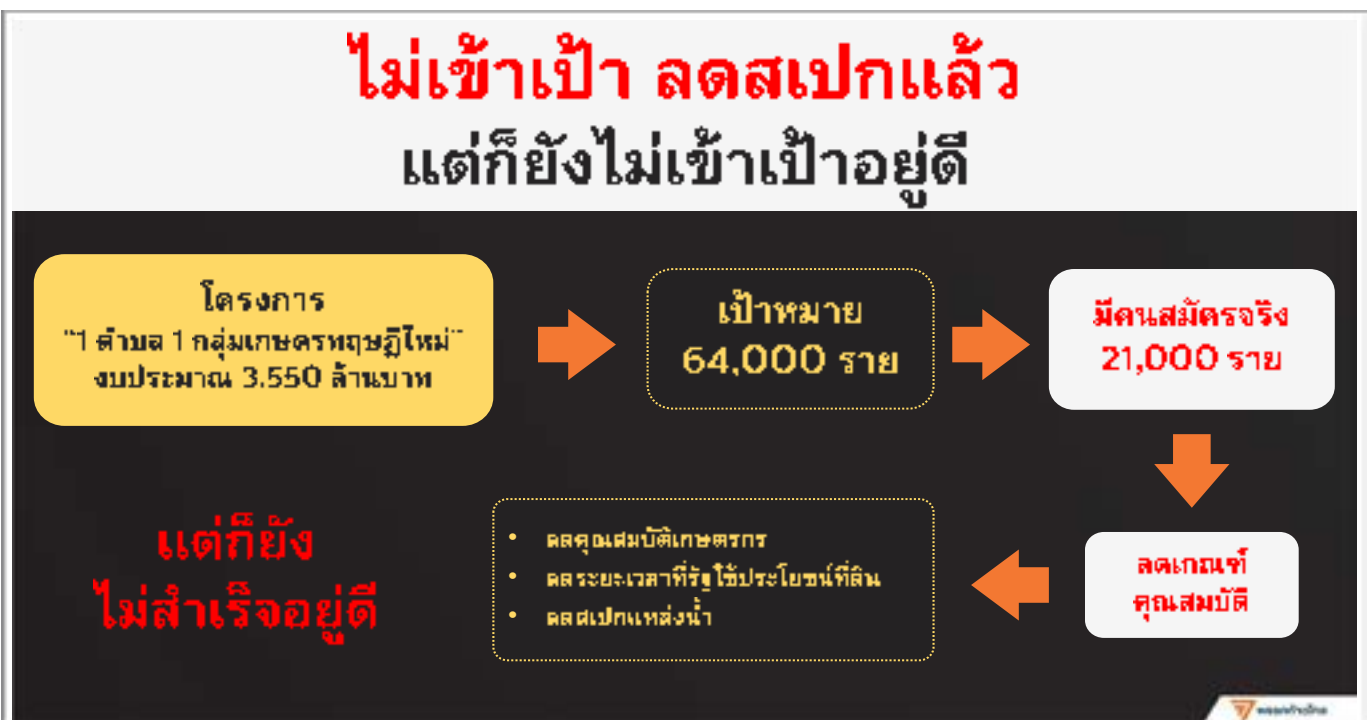 ไม่เข้าเป้า ลดสเปกแล้ว
แต่ก็ยังไม่เข้าเป้าอยู่ดี
โครงการ
"1 ตำบล 1 กลุ่มเกษตรทฤษฎีใหม่"
งบประมาณ 3.550 ล้านบาท
เป้าหมาย
64,000 ราย
มีคนสมัครจริง
21,000 ราย
ลดเกณฑ์
คุณสมบัติ
• ลดคุณสมบัติเกษตรกร
• ลดระยะเวลาที่รัฐใช้ประโยชน์ที่ดิน
• ลดสเปกแหล่งน้ำ
แต่ก็ยัง
ไม่สำเร็จอยู่ดี